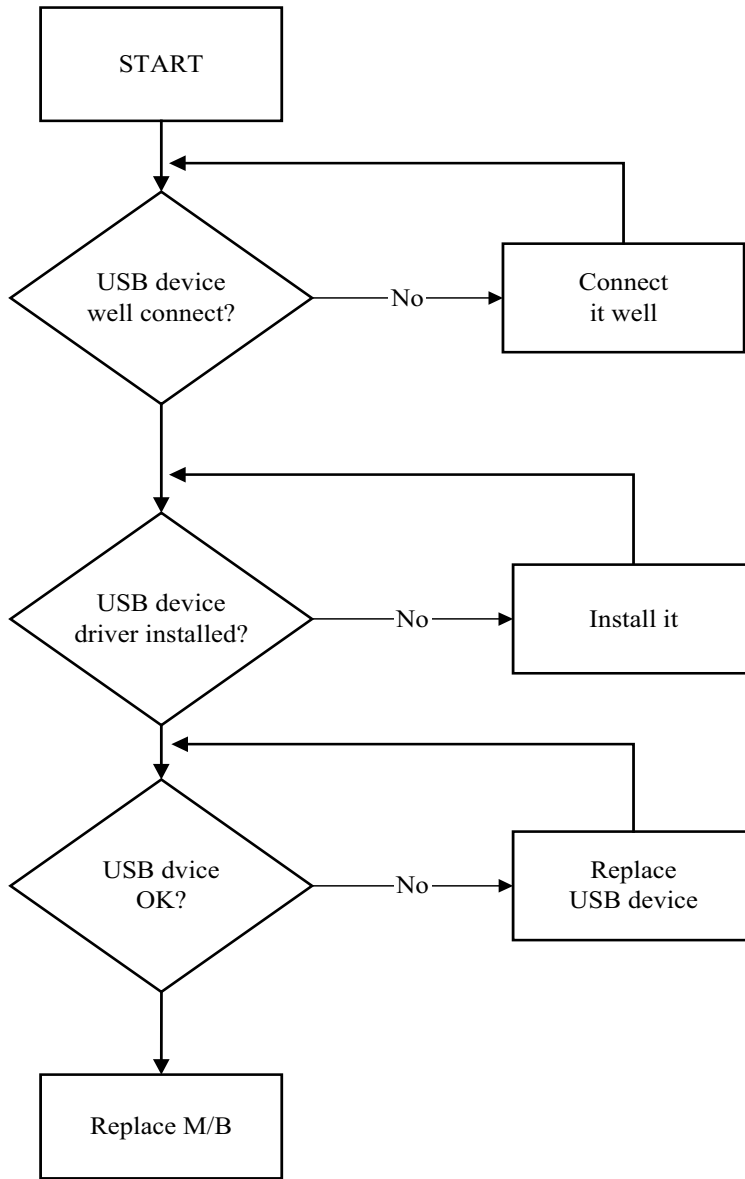 START
USB device
well connect?
No
Connect
it well
USB device
driver installed?
No
Install it
USB dvice
OK?
No
Replace
USB device
Replace M/B